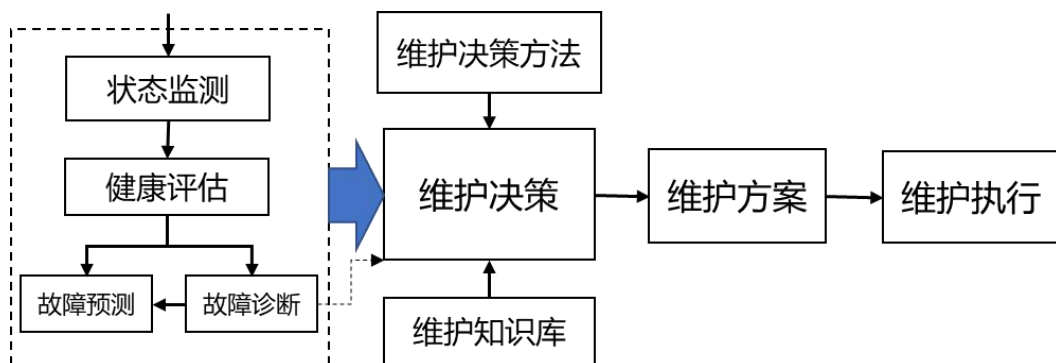 状态监测
健康评估
故障预测
故障诊断
维护决策方法
维护决策
维护知识库
维护方案
维护执行